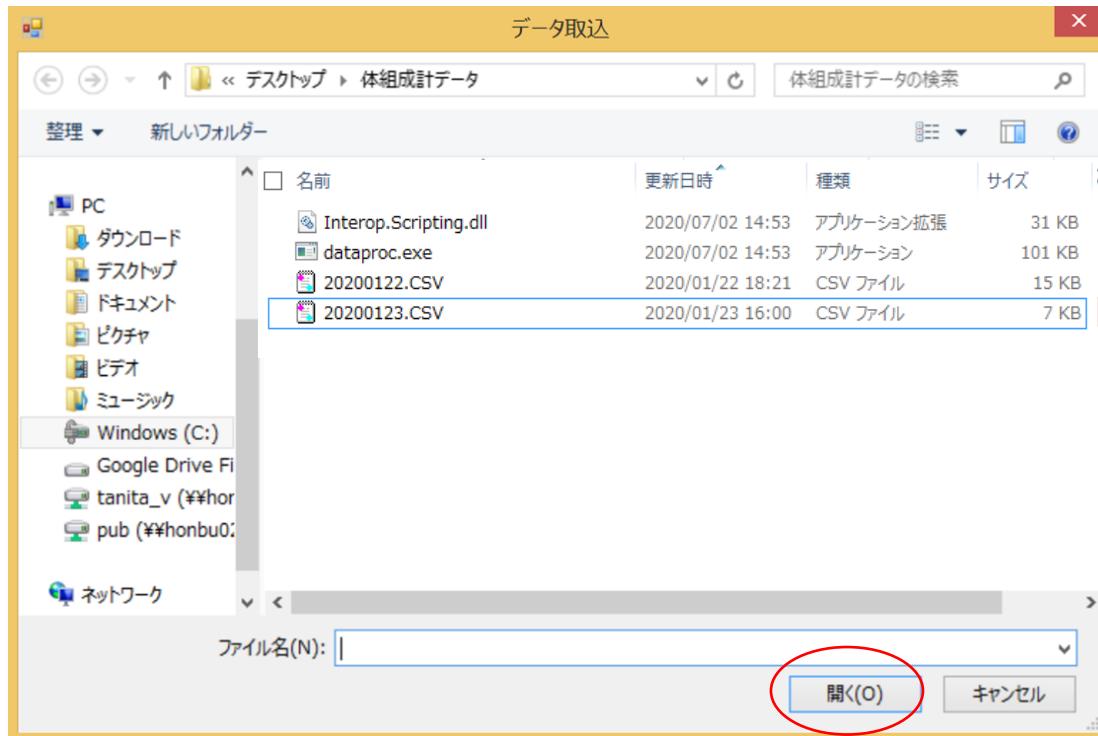 データ取込
« デスクトップ ▸ 体組成計データ
体組成計データの検索
整理 ▼ 新しいフォルダー
名前 更新日時 種類 サイズ
PC
ダウンロード
デスクトップ
ドキュメント
ピクチャ
ビデオ
ミュージック
Windows (C:)
Google Drive Fi
tanita_v (¥¥hor
pub (¥¥honbu02
ネットワーク
Interop.Scripting.dll 2020/07/02 14:53 アプリケーション拡張 31 KB
dataproc.exe 2020/07/02 14:53 アプリケーション 101 KB
20200122.CSV 2020/01/22 18:21 CSV ファイル 15 KB
20200123.CSV 2020/01/23 16:00 CSV ファイル 7 KB
ファイル名(N):
開く(O) キャンセル